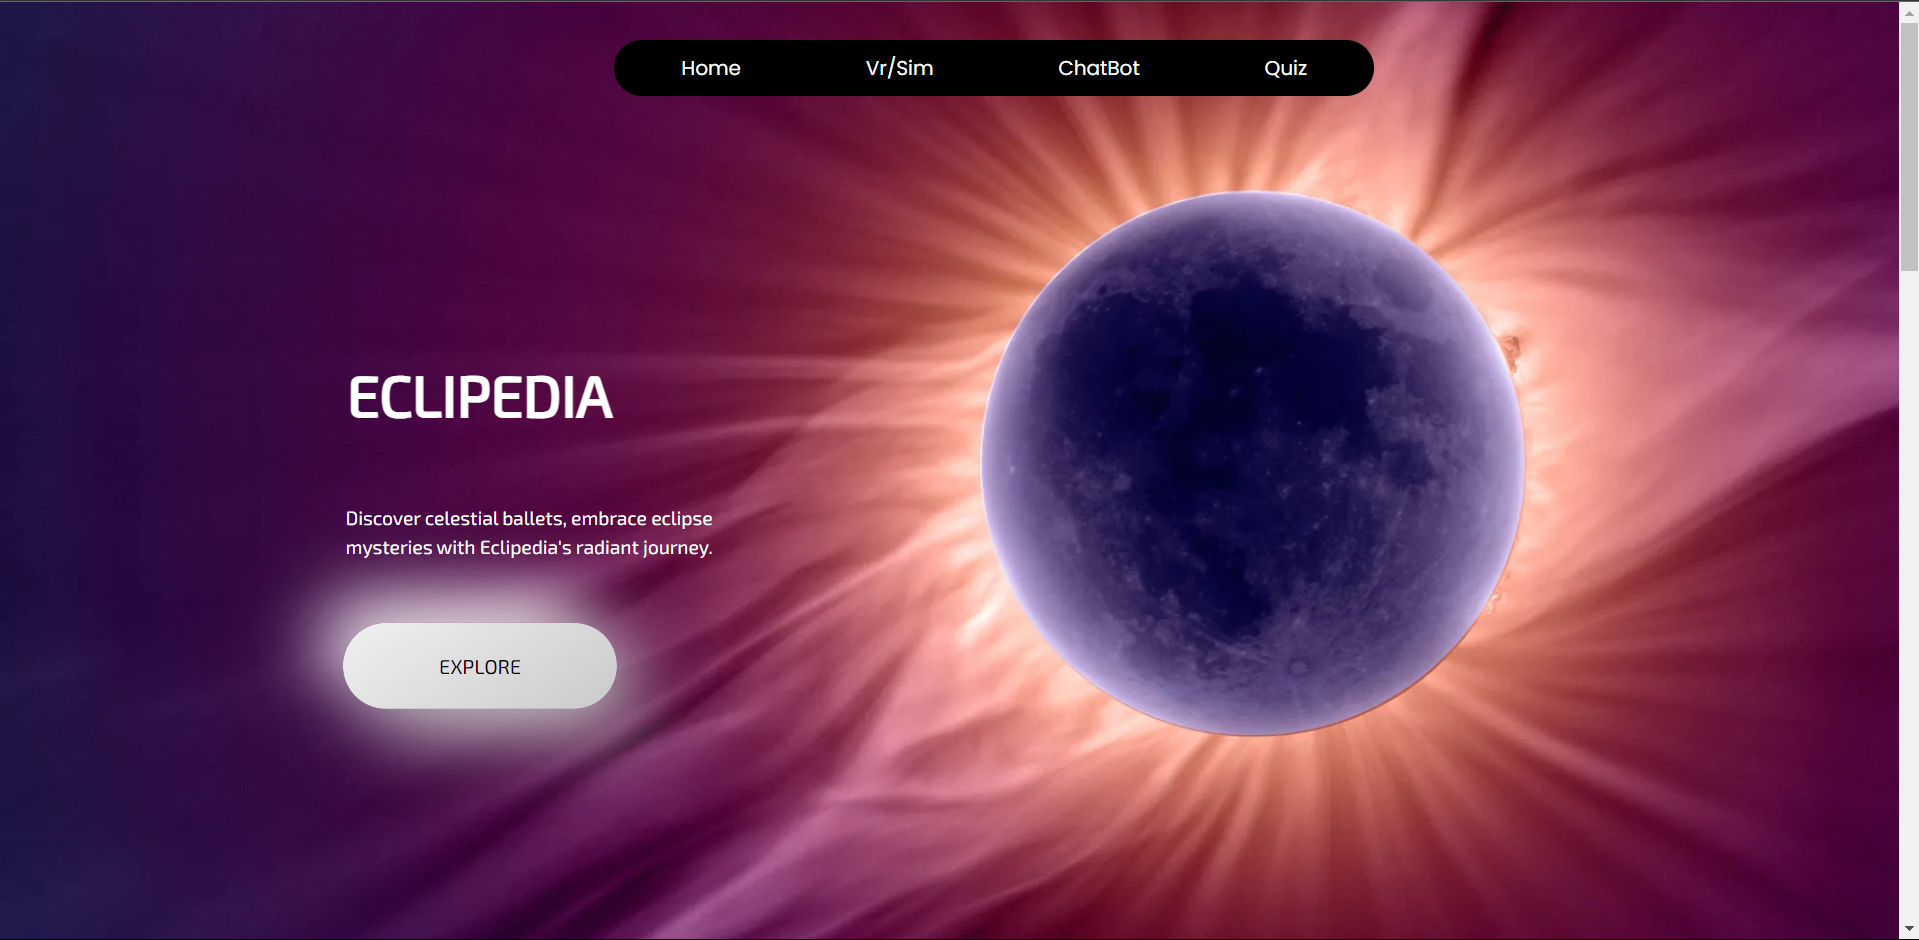 Home
Vr/Sim
ChatBot
Quiz
ECLIPEDIA
Discover celestial ballets, embrace eclipse
mysteries with Eclipedia's radiant journey.
EXPLORE